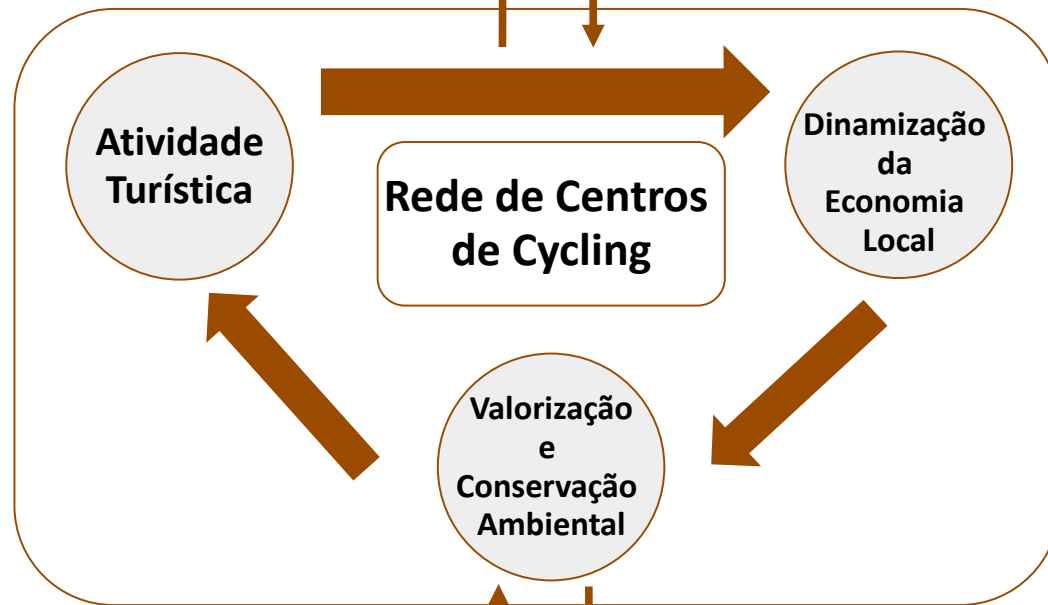 Atividade
Turística
Rede de Centros
de Cycling
Dinamização
da
Economia
Local
Valorização
e
Conservação
Ambiental